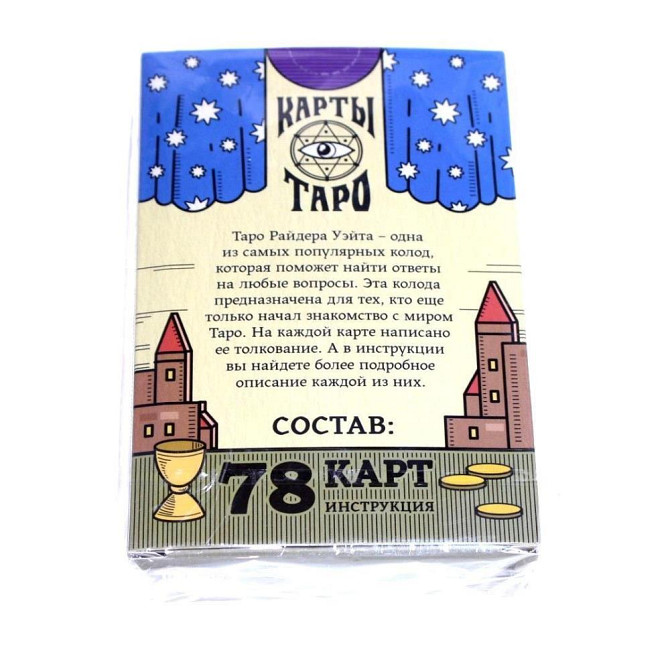 КАРТЫ
ТАРО
Таро Райдера Уэйта – одна
из самых популярных колод,
которая поможет найти ответы
на любые вопросы. Эта колода
предназначена для тех, кто еще
только начал знакомство с миром
Таро. На каждой карте написано
ее толкование. А в инструкции
вы найдете более подробное
описание каждой из них.
СОСТАВ:
78 КАРТ
ИНСТРУКЦИЯ